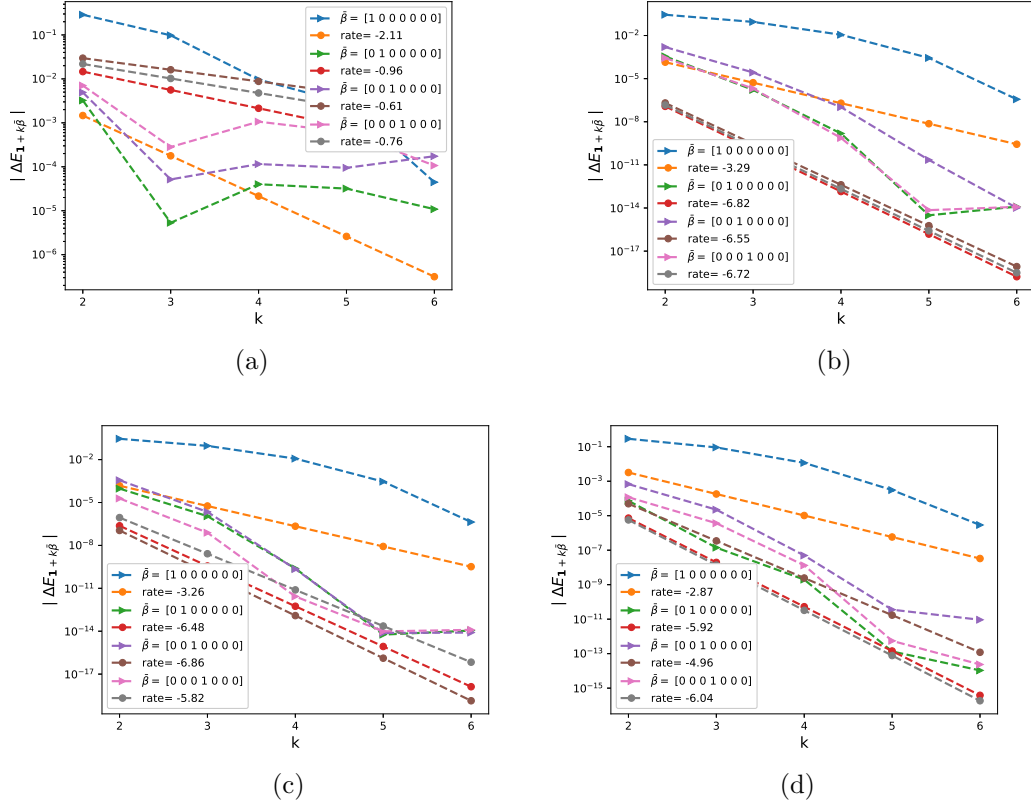 10^{-1}
10^{-2}
10^{-3}
10^{-4}
10^{-5}
10^{-6}
| ΔE_{1+kβ̄} |
β̄ = [1 0 0 0 0 0 0]
rate= -2.11
β̄ = [0 1 0 0 0 0 0]
rate= -0.96
β̄ = [0 0 1 0 0 0 0]
rate= -0.61
β̄ = [0 0 0 1 0 0 0]
rate= -0.76
2 3 4 5 6
k
(a)
10^{-2}
10^{-5}
10^{-8}
10^{-11}
10^{-14}
10^{-17}
| ΔE_{1+kβ̄} |
β̄ = [1 0 0 0 0 0 0]
rate= -3.29
β̄ = [0 1 0 0 0 0 0]
rate= -6.82
β̄ = [0 0 1 0 0 0 0]
rate= -6.55
β̄ = [0 0 0 1 0 0 0]
rate= -6.72
2 3 4 5 6
k
(b)
10^{-2}
10^{-5}
10^{-8}
10^{-11}
10^{-14}
10^{-17}
| ΔE_{1+kβ̄} |
β̄ = [1 0 0 0 0 0 0]
rate= -3.26
β̄ = [0 1 0 0 0 0 0]
rate= -6.48
β̄ = [0 0 1 0 0 0 0]
rate= -6.86
β̄ = [0 0 0 1 0 0 0]
rate= -5.82
2 3 4 5 6
k
(c)
10^{-1}
10^{-3}
10^{-5}
10^{-7}
10^{-9}
10^{-11}
10^{-13}
10^{-15}
| ΔE_{1+kβ̄} |
β̄ = [1 0 0 0 0 0 0]
rate= -2.87
β̄ = [0 1 0 0 0 0 0]
rate= -5.92
β̄ = [0 0 1 0 0 0 0]
rate= -4.96
β̄ = [0 0 0 1 0 0 0]
rate= -6.04
2 3 4 5 6
k
(d)